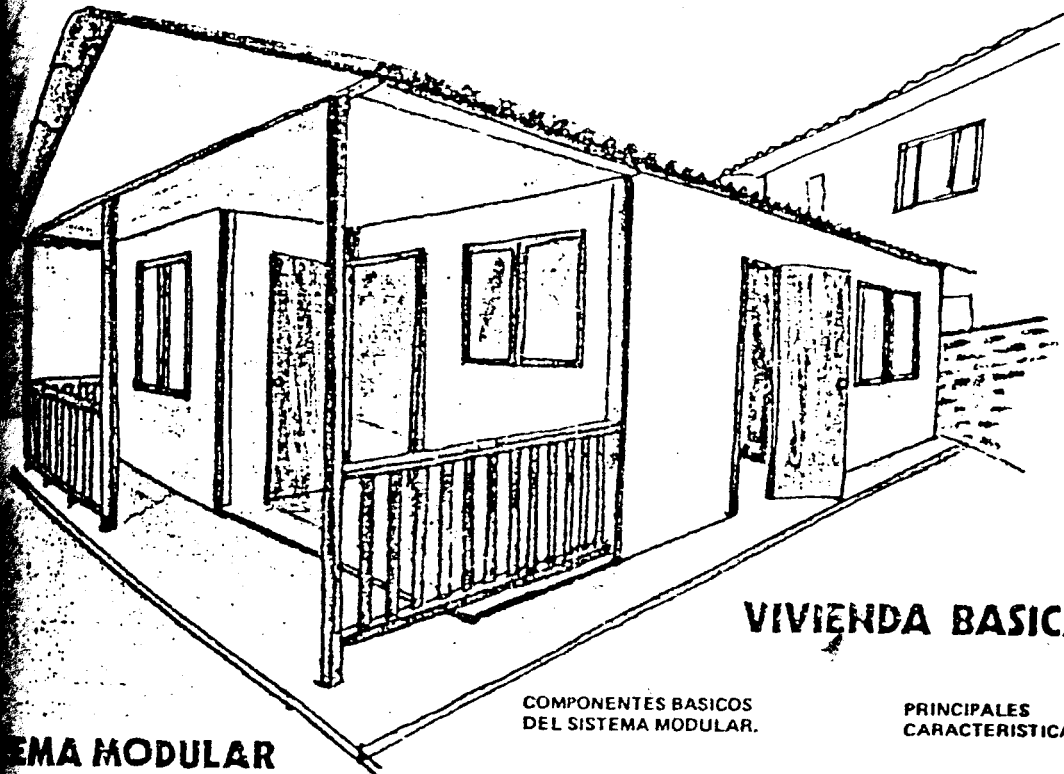 VIVIENDA BASIC
COMPONENTES BASICOS
DEL SISTEMA MODULAR.
PRINCIPALES
CARACTERISTICA
EMA MODULAR